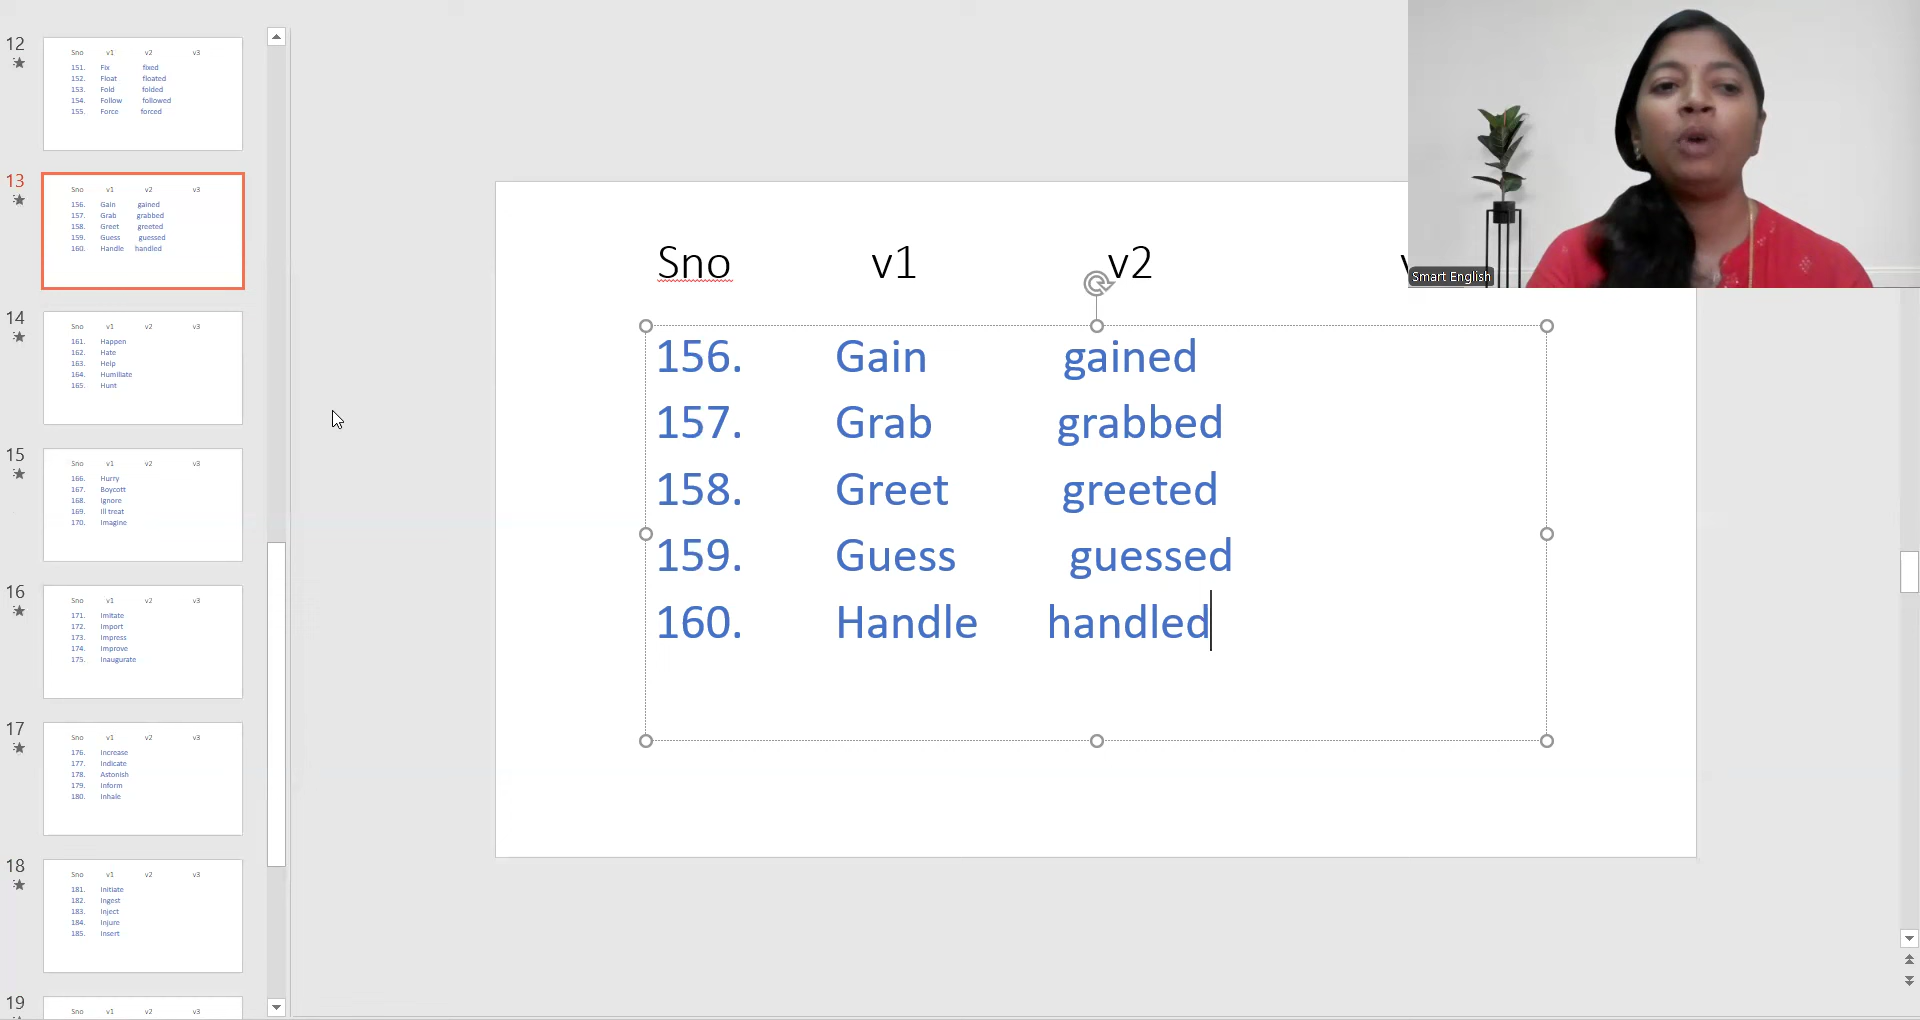 12
Sno v1 v2 v3
151. Fix fixed
152. Float floated
153. Fold folded
154. Follow followed
155. Force forced
13
Sno v1 v2 v3
156. Gain gained
157. Grab grabbed
158. Greet greeted
159. Guess guessed
160. Handle handled
14
Sno v1 v2 v3
161. Happen
162. Hate
163. Help
164. Humiliate
165. Hunt
15
Sno v1 v2 v3
166. Hurry
167. Boycott
168. Ignore
169. Ill treat
170. Imagine
16
Sno v1 v2 v3
171. Imitate
172. Import
173. Impress
174. Improve
175. Inaugurate
17
Sno v1 v2 v3
176. Increase
177. Indicate
178. Astonish
179. Inform
180. Inhale
18
Sno v1 v2 v3
181. Initiate
182. Ingest
183. Inject
184. Injure
185. Insert
19
Sno v1 v2 v3
Sno v1 v2
156. Gain gained
157. Grab grabbed
158. Greet greeted
159. Guess guessed
160. Handle handled
Smart English